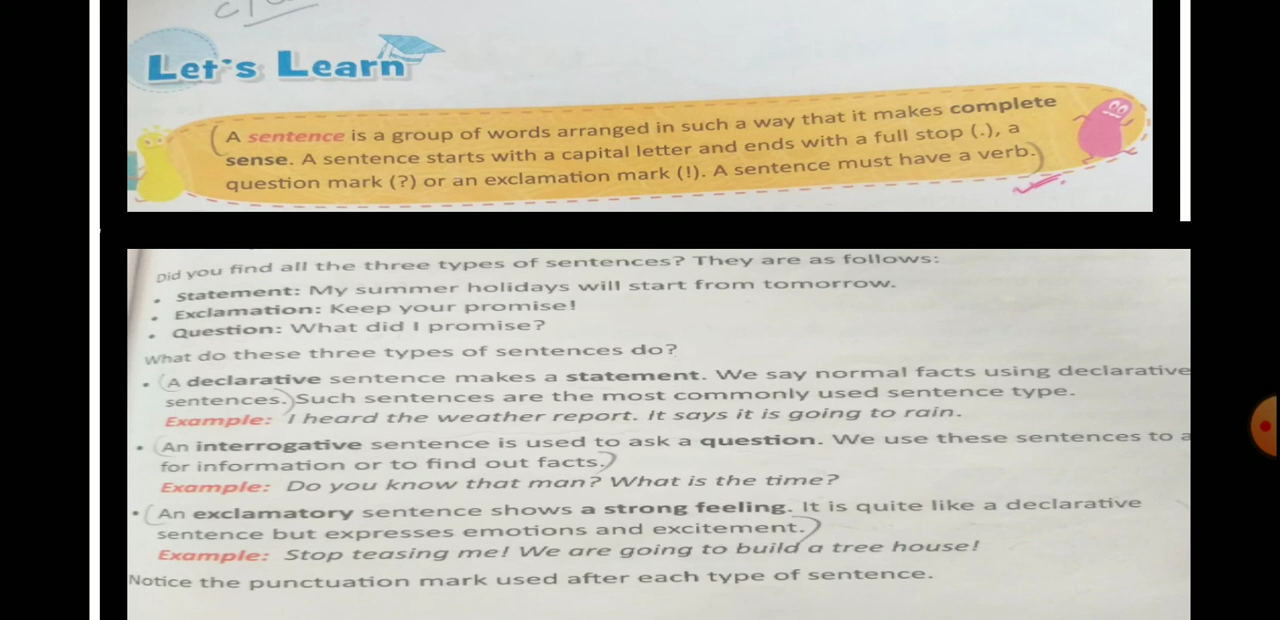 Let's Learn
A sentence is a group of words arranged in such a way that it makes complete
sense. A sentence starts with a capital letter and ends with a full stop (.), a
question mark (?) or an exclamation mark (!). A sentence must have a verb.
Did you find all the three types of sentences? They are as follows:
• Statement: My summer holidays will start from tomorrow.
• Exclamation: Keep your promise!
• Question: What did I promise?
What do these three types of sentences do?
• A declarative sentence makes a statement. We say normal facts using declarative
sentences. Such sentences are the most commonly used sentence type.
Example: I heard the weather report. It says it is going to rain.
• An interrogative sentence is used to ask a question. We use these sentences to a
for information or to find out facts.
Example: Do you know that man? What is the time?
• An exclamatory sentence shows a strong feeling. It is quite like a declarative
sentence but expresses emotions and excitement.
Example: Stop teasing me! We are going to build a tree house!
Notice the punctuation mark used after each type of sentence.